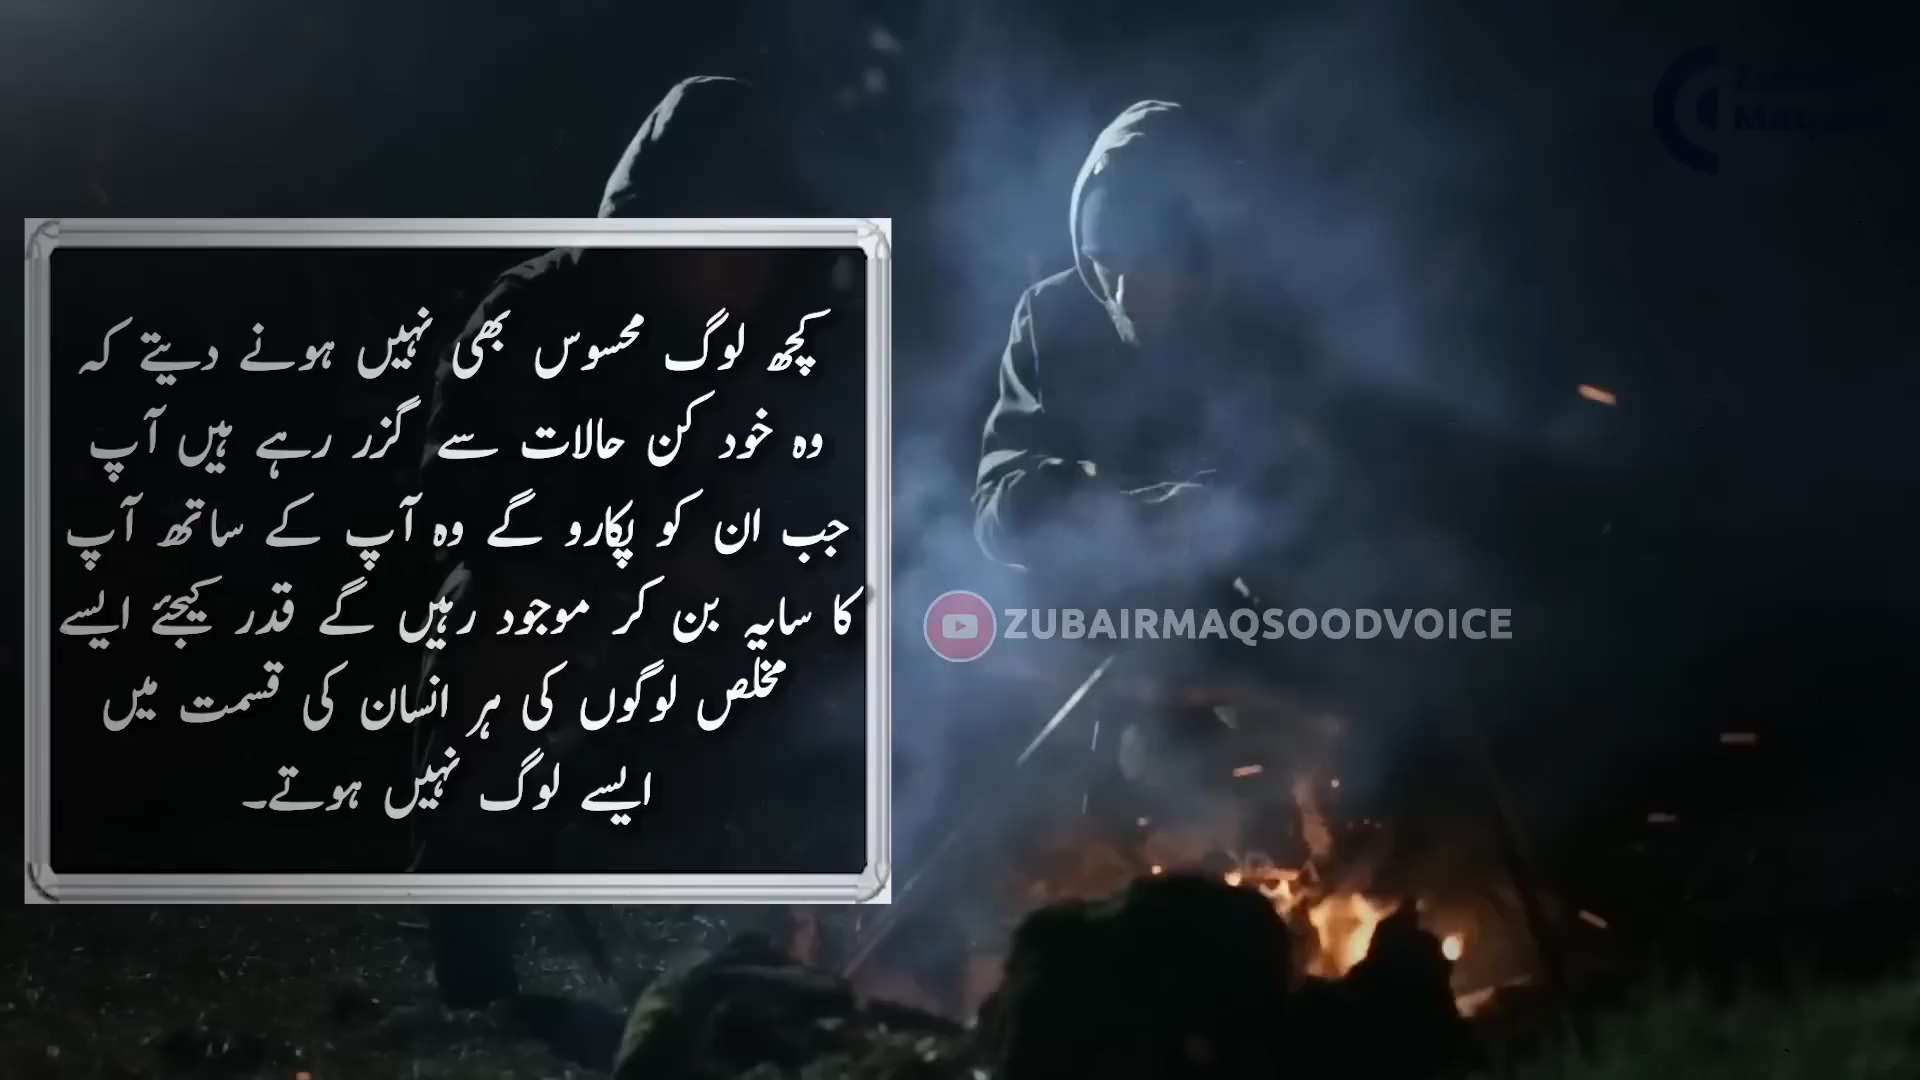 کچھ لوگ محسوس بھی نہیں ہونے دیتے کہ
وہ خود کن حالات سے گزر رہے ہیں آپ
جب ان کو پکارو گے وہ آپ کے ساتھ آپ
کا سایہ بن کر موجود رہیں گے قدر کیجئے ایسے
مخلص لوگوں کی ہر انسان کی قسمت میں
ایسے لوگ نہیں ہوتے۔
ZUBAIRMAQSOODVOICE